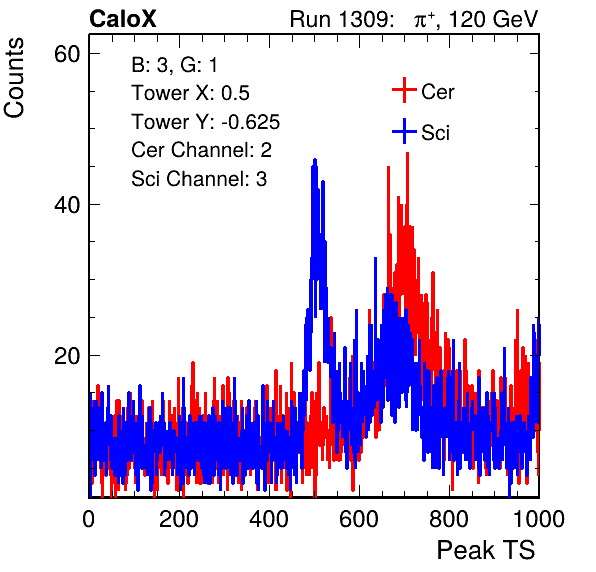 CaloX Run 1309: π⁺, 120 GeV
Counts
60
40
20
B: 3, G: 1
Tower X: 0.5
Tower Y: -0.625
Cer Channel: 2
Sci Channel: 3
Cer
Sci
0 200 400 600 800 1000
Peak TS